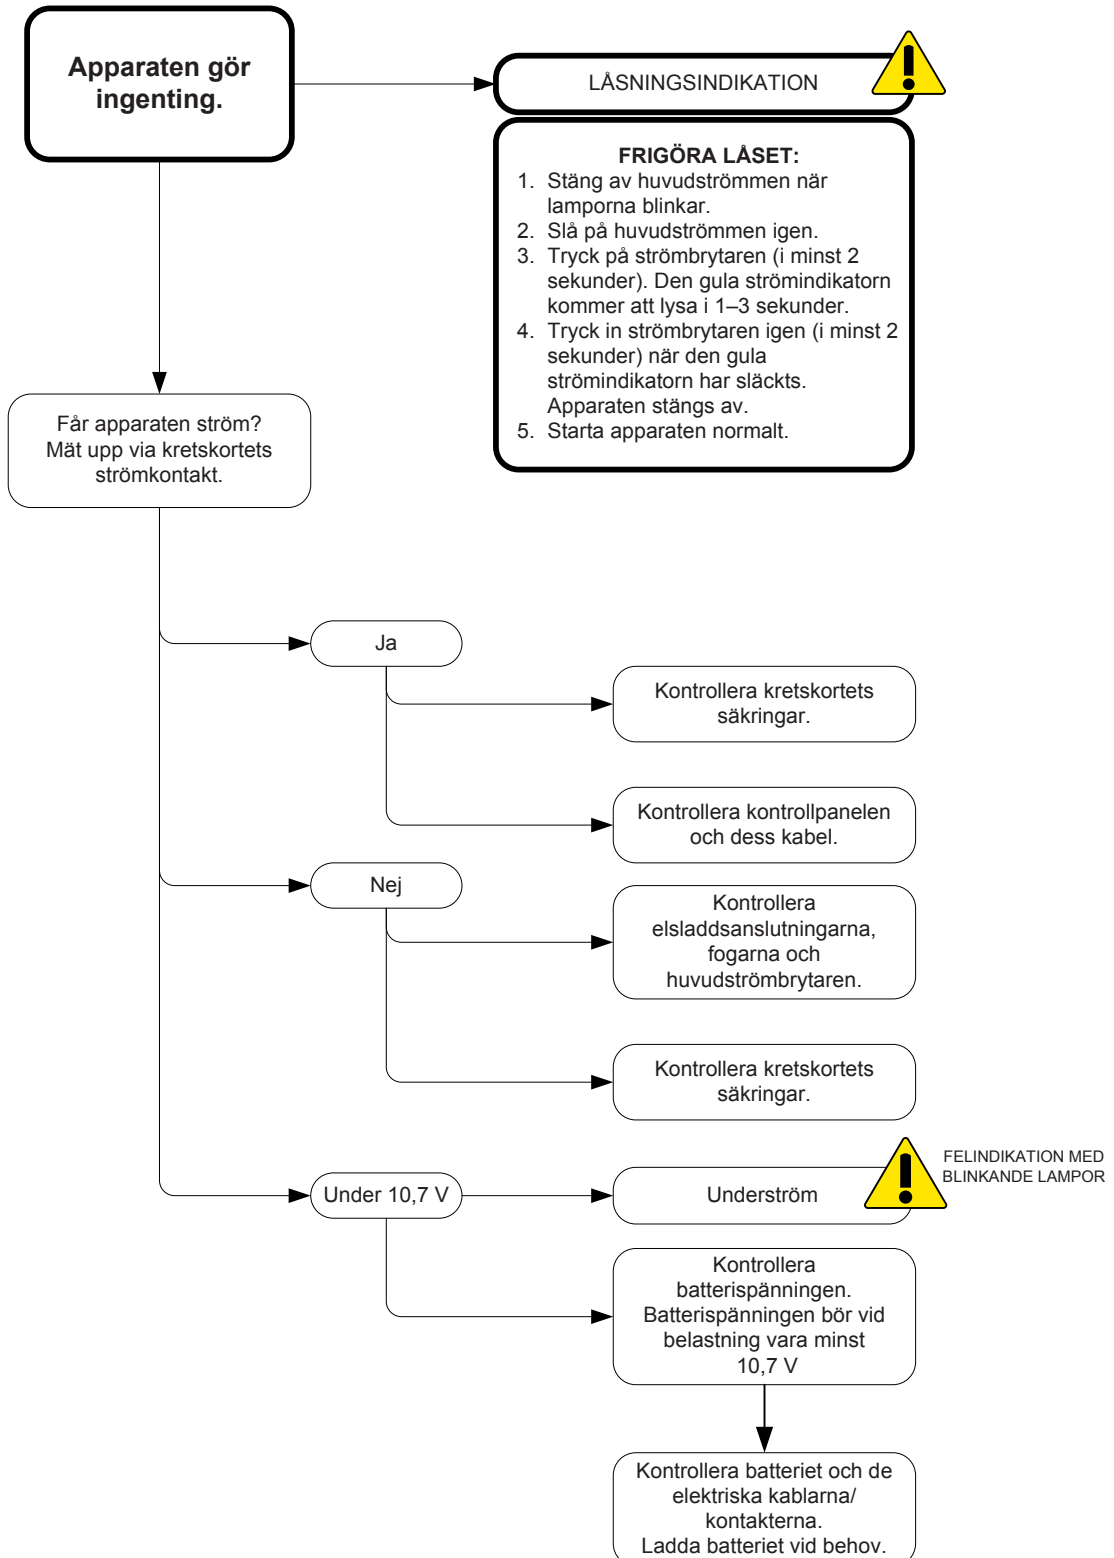 Apparaten gör
ingenting.
LÅSNINGSINDIKATION
FRIGÖRA LÅSET:
1. Stäng av huvudströmmen när
lamporna blinkar.
2. Slå på huvudströmmen igen.
3. Tryck på strömbrytaren (i minst 2
sekunder). Den gula strömindikatorn
kommer att lysa i 1–3 sekunder.
4. Tryck in strömbrytaren igen (i minst 2
sekunder) när den gula
strömindikatorn har släckts.
Apparaten stängs av.
5. Starta apparaten normalt.
Får apparaten ström?
Mät upp via kretskortets
strömkontakt.
Ja
Kontrollera kretskortets
säkringar.
Kontrollera kontrollpanelen
och dess kabel.
Nej
Kontrollera
elsladdsanslutningarna,
fogarna och
huvudströmbrytaren.
Kontrollera kretskortets
säkringar.
Under 10,7 V
Underström
FELINDIKATION MED
BLINKANDE LAMPOR
Kontrollera
batterispänningen.
Batterispänningen bör vid
belastning vara minst
10,7 V
Kontrollera batteriet och de
elektriska kablarna/
kontakterna.
Ladda batteriet vid behov.